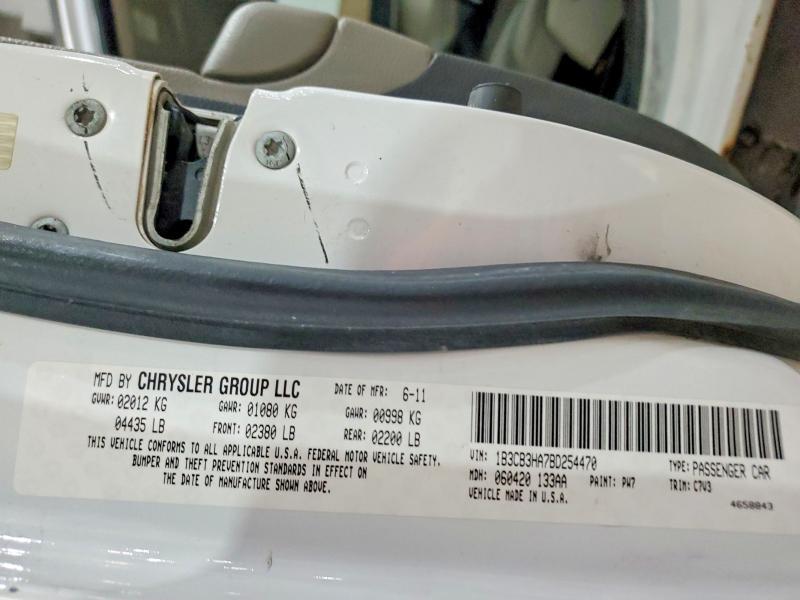 MFD BY CHRYSLER GROUP LLC DATE OF MFR: 6-11
GVWR: 02012 KG GAWR: 01080 KG GAWR: 00998 KG
04435 LB FRONT: 02380 LB REAR: 02200 LB
THIS VEHICLE CONFORMS TO ALL APPLICABLE U.S.A. FEDERAL MOTOR VEHICLE SAFETY,
BUMPER AND THEFT PREVENTION STANDARDS IN EFFECT ON
THE DATE OF MANUFACTURE SHOWN ABOVE.
VIN: 1B3CB3HA7BD254470 TYPE: PASSENGER CAR
MDH: 060420 133AA PAINT: PW7 TRIM: C7V3
VEHICLE MADE IN U.S.A.
4658843